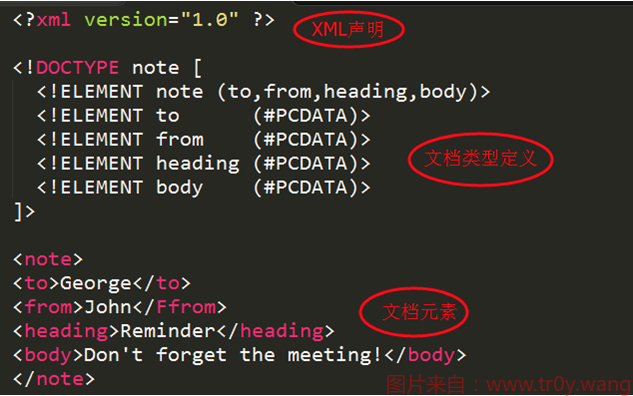 <?xml version="1.0" ?>
XML声明
<!DOCTYPE note [
<!ELEMENT note (to,from,heading,body)>
<!ELEMENT to (#PCDATA)>
<!ELEMENT from (#PCDATA)>
<!ELEMENT heading (#PCDATA)>
文档类型定义
<!ELEMENT body (#PCDATA)>
]>
<note>
<to>George</to>
<from>John</Ffrom>
文档元素
<heading>Reminder</heading>
<body>Don't forget the meeting!</body>
</note>
图片来自：www.tr0y.wang